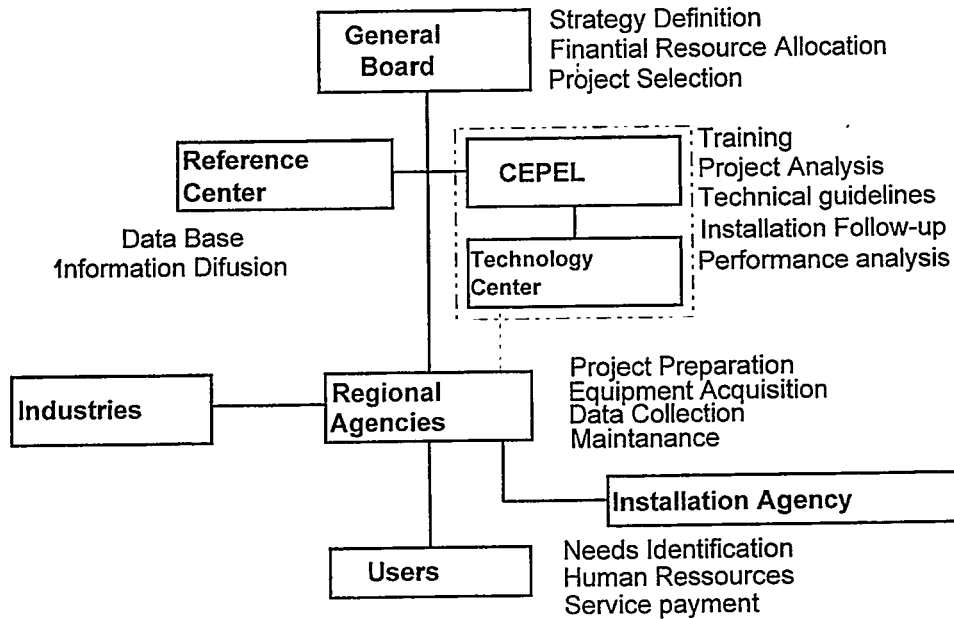 General
Board
Strategy Definition
Finantial Resource Allocation
Project Selection
Reference
Center
Data Base
Information Difusion
CEPEL
Technology
Center
Training
Project Analysis
Technical guidelines
Installation Follow-up
Performance analysis
Industries
Regional
Agencies
Project Preparation
Equipment Acquisition
Data Collection
Maintanance
Installation Agency
Users
Needs Identification
Human Ressources
Service payment